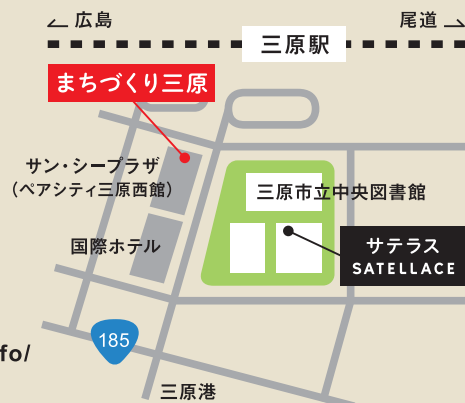 広島
尾道
三原駅
まちづくり三原
サン・シープラザ
(ペアシティ三原西館)
三原市立中央図書館
国際ホテル
サテラス
SATELLACE
185
fo/
三原港